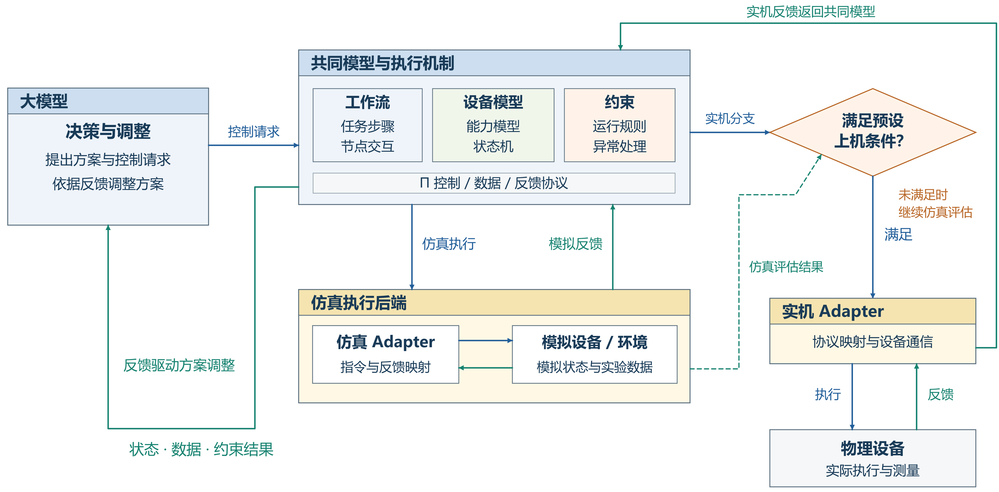 实机反馈返回共同模型
共同模型与执行机制
大模型
决策与调整
提出方案与控制请求
依据反馈调整方案
控制请求
工作流
任务步骤
节点交互
设备模型
能力模型
状态机
约束
运行规则
异常处理
Π 控制 / 数据 / 反馈协议
实机分支
满足预设
上机条件?
未满足时
继续仿真评估
满足
仿真执行
模拟反馈
仿真评估结果
仿真执行后端
仿真 Adapter
指令与反馈映射
模拟设备 / 环境
模拟状态与实验数据
实机 Adapter
协议映射与设备通信
反馈驱动方案调整
执行
反馈
状态 · 数据 · 约束结果
物理设备
实际执行与测量